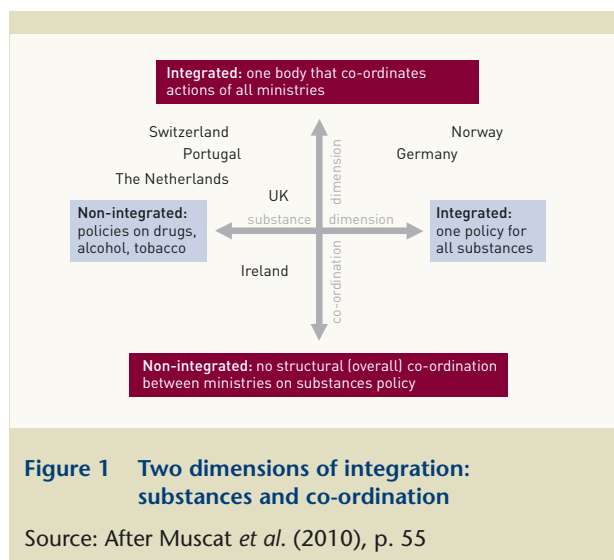 Integrated: one body that co-ordinates
actions of all ministries
Switzerland
Norway
Portugal
Germany
The Netherlands
UK
dimension
Non-integrated:
policies on drugs,
alcohol, tobacco
substance dimension
Integrated:
one policy for
all substances
Ireland
co-ordination
Non-integrated: no structural (overall) co-ordination
between ministries on substances policy
Figure 1 Two dimensions of integration:
substances and co-ordination
Source: After Muscat et al. (2010), p. 55